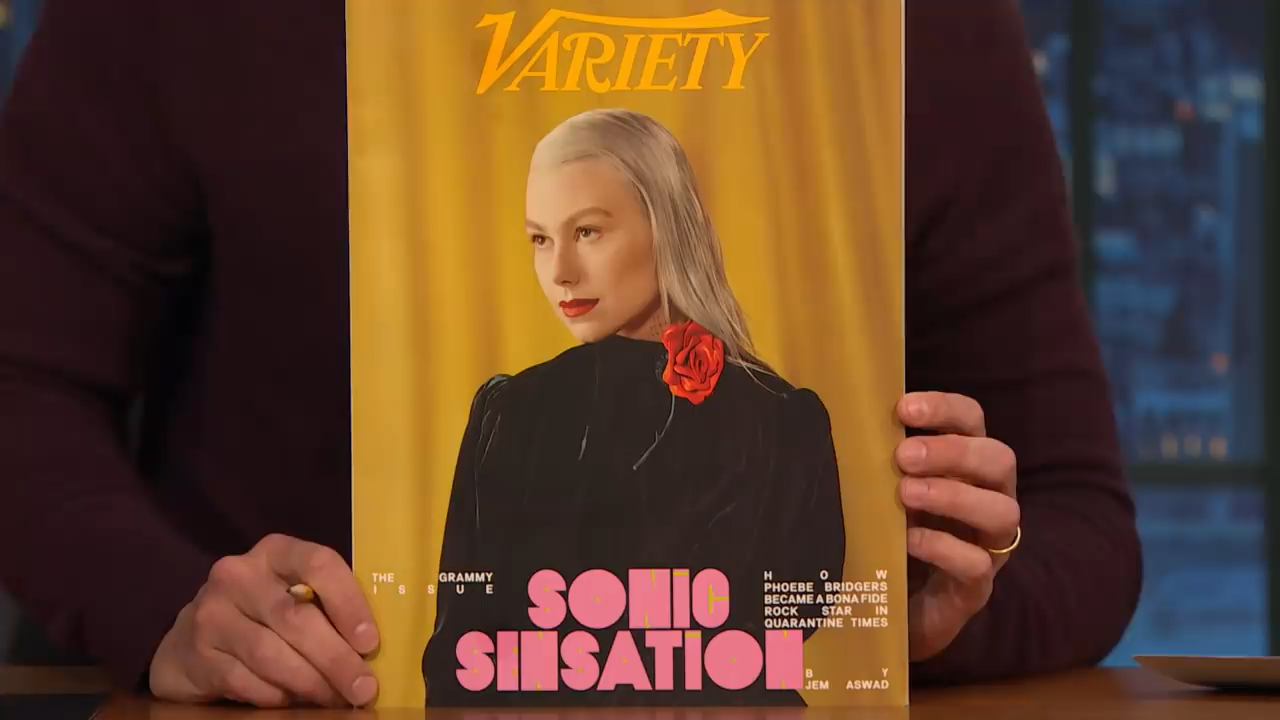 VARIETY
THE GRAMMY
ISSUE
SONIC
SENSATION
HOW
PHOEBE BRIDGERS
BECAME A BONA FIDE
ROCK STAR IN
QUARANTINE TIMES
BY
JEM ASWAD